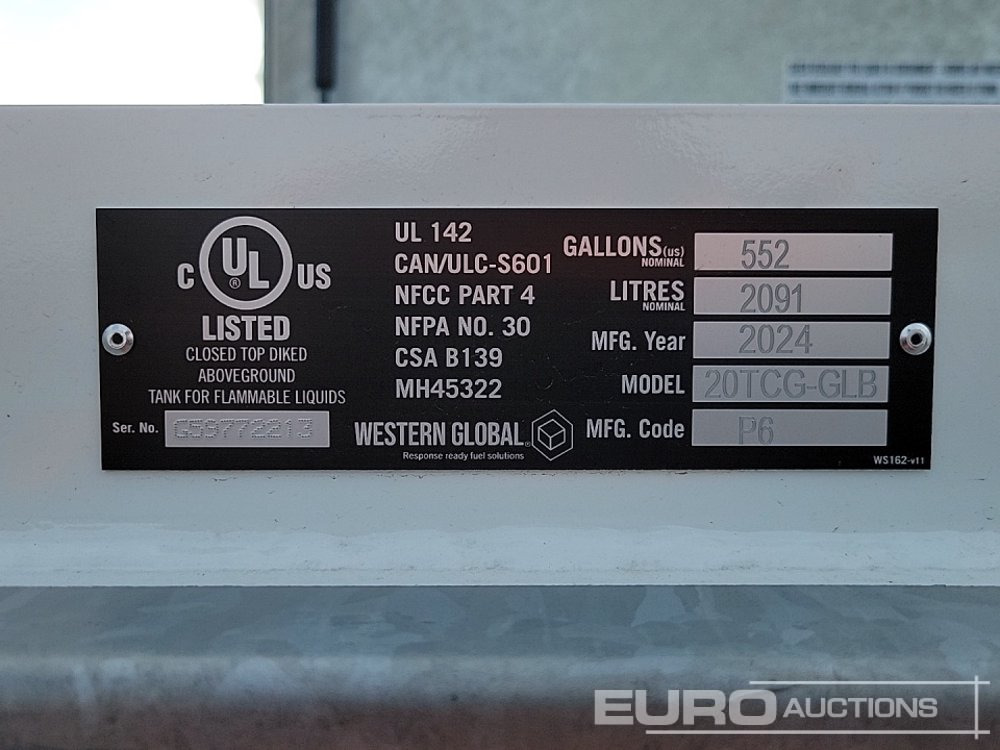 C UL ® US
LISTED
CLOSED TOP DIKED
ABOVEGROUND
TANK FOR FLAMMABLE LIQUIDS
Ser. No. G59772213
UL 142
CAN/ULC-S601
NFCC PART 4
NFPA NO. 30
CSA B139
MH45322
WESTERN GLOBAL®
Response ready fuel solutions
GALLONS(us) 552
NOMINAL
LITRES 2091
NOMINAL
MFG. Year 2024
MODEL 20TCG-GLB
MFG. Code P6
WS162-v11
EURO AUCTIONS